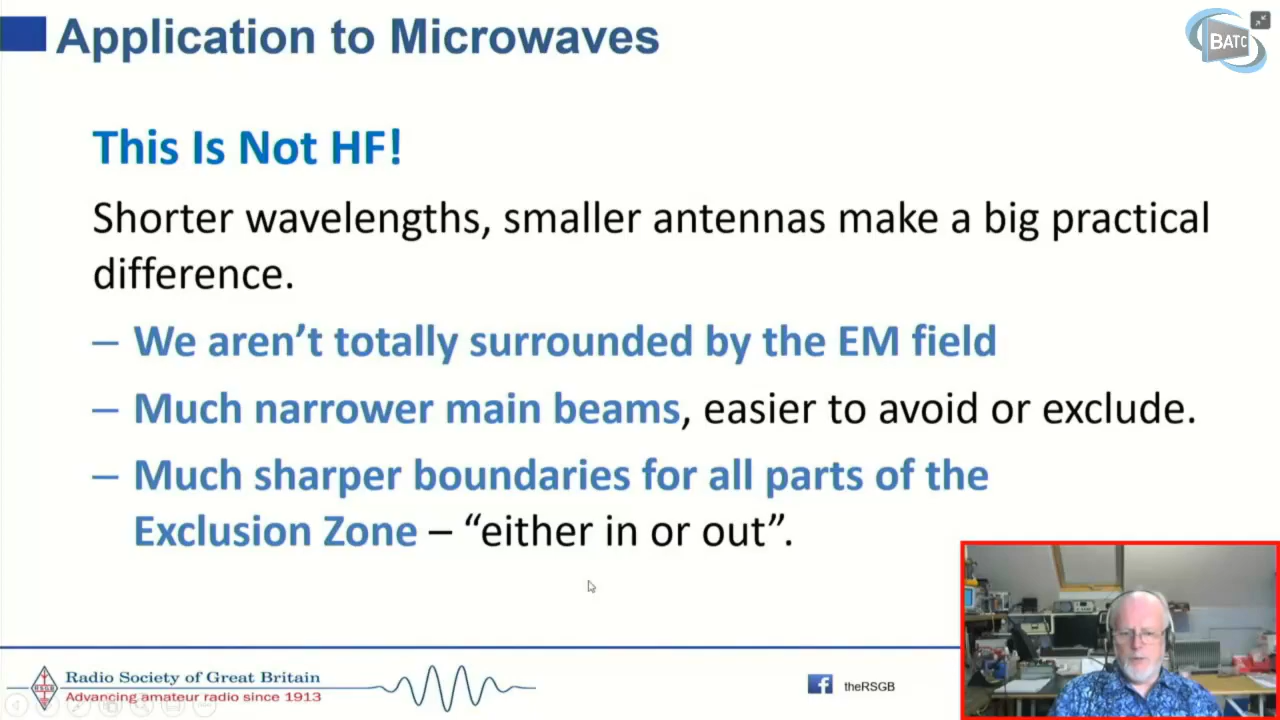 Application to Microwaves
BATC
This Is Not HF!
Shorter wavelengths, smaller antennas make a big practical
difference.
– We aren’t totally surrounded by the EM field
– Much narrower main beams, easier to avoid or exclude.
– Much sharper boundaries for all parts of the
Exclusion Zone – “either in or out”.
Radio Society of Great Britain
Advancing amateur radio since 1913
theRSGB